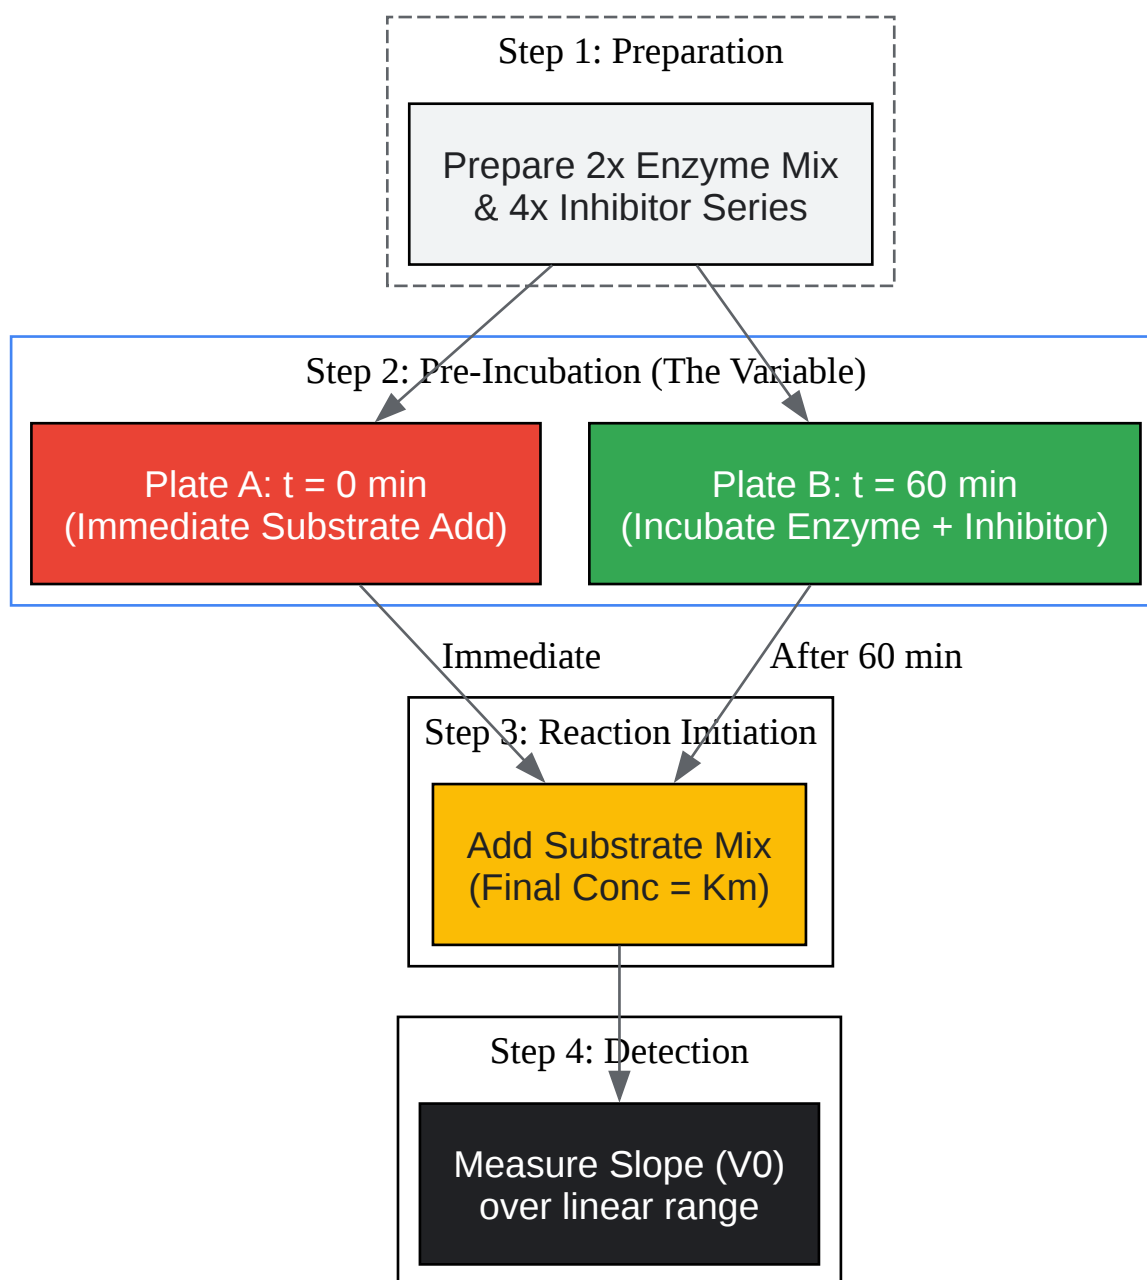 Step 1: Preparation
Prepare 2x Enzyme Mix
& 4x Inhibitor Series
Step 2: Pre-Incubation (The Variable)
Plate A: t = 0 min
(Immediate Substrate Add)
Plate B: t = 60 min
(Incubate Enzyme + Inhibitor)
Immediate
After 60 min
Step 3: Reaction Initiation
Add Substrate Mix
(Final Conc = Km)
Step 4: Detection
Measure Slope (V0)
over linear range